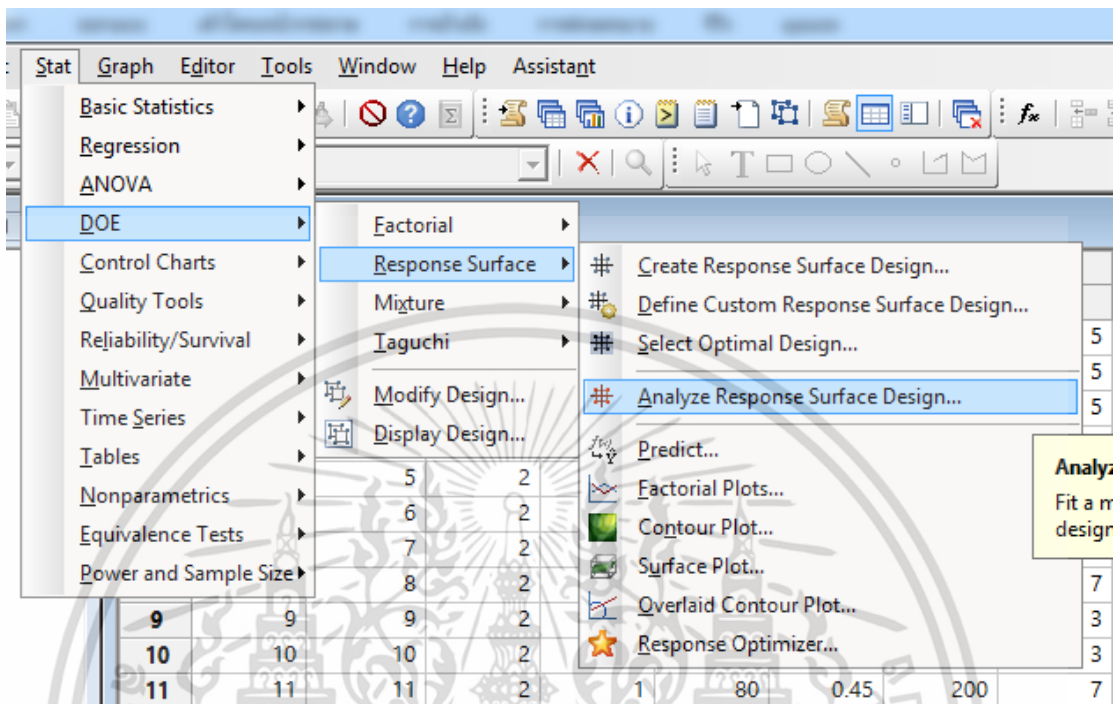 Stat Graph Editor Tools Window Help Assistant
Basic Statistics
Regression
ANOVA
DOE
Control Charts
Quality Tools
Reliability/Survival
Multivariate
Time Series
Tables
Nonparametrics
Equivalence Tests
Power and Sample Size
Factorial
Response Surface
Mixture
Taguchi
Modify Design...
Display Design...
Create Response Surface Design...
Define Custom Response Surface Design...
Select Optimal Design...
Analyze Response Surface Design...
Predict...
Factorial Plots...
Contour Plot...
Surface Plot...
Overlaid Contour Plot...
Response Optimizer...
Analyz
Fit a m
design
5
5
5
5 2
6 2
7 2
8 2 7
9 9 9 2 3
10 10 10 2 3
11 11 11 2 1 80 0.45 200 7